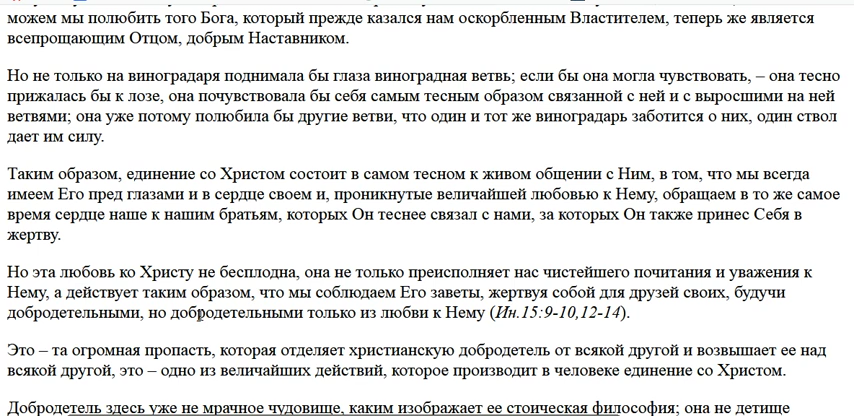 можем мы полюбить того Бога, который прежде казался нам оскорбленным Властителем, теперь же является
всепрощающим Отцом, добрым Наставником.
Но не только на виноградаря поднимала бы глаза виноградная ветвь; если бы она могла чувствовать, – она тесно
прижалась бы к лозе, она почувствовала бы себя самым тесным образом связанной с ней и с выросшими на ней
ветвями; она уже потому полюбила бы другие ветви, что один и тот же виноградарь заботится о них, один ствол
дает им силу.
Таким образом, единение со Христом состоит в самом тесном к живом общении с Ним, в том, что мы всегда
имеем Его пред глазами и в сердце своем и, проникнутые величайшей любовью к Нему, обращаем в то же самое
время сердце наше к нашим братьям, которых Он теснее связал с нами, за которых Он также принес Себя в
жертву.
Но эта любовь ко Христу не бесплодна, она не только преисполняет нас чистейшего почитания и уважения к
Нему, а действует таким образом, что мы соблюдаем Его заветы, жертвуя собой для друзей своих, будучи
добродетельными, но добродетельными только из любви к Нему (Ин.15:9-10,12-14).
Это – та огромная пропасть, которая отделяет христианскую добродетель от всякой другой и возвышает ее над
всякой другой, это – одно из величайших действий, которое производит в человеке единение со Христом.
Добродетель здесь уже не мрачное чудовище, каким изображает ее стоическая философия; она не детище